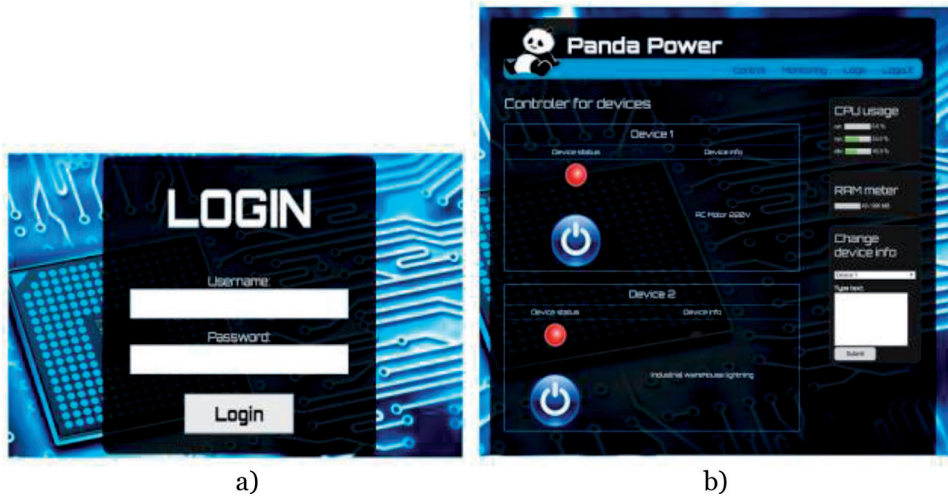 LOGIN
Username:
Password:
Login
a)
Panda Power
Control Monitoring Logs Logout
Controler for devices
Device 1
Device status Device info
AC Motor 220V
Device 2
Device status Device info
Industrial warehouse lightning
CPU usage
RAM meter
Change
device info
Device 1
Type text:
Submit
b)